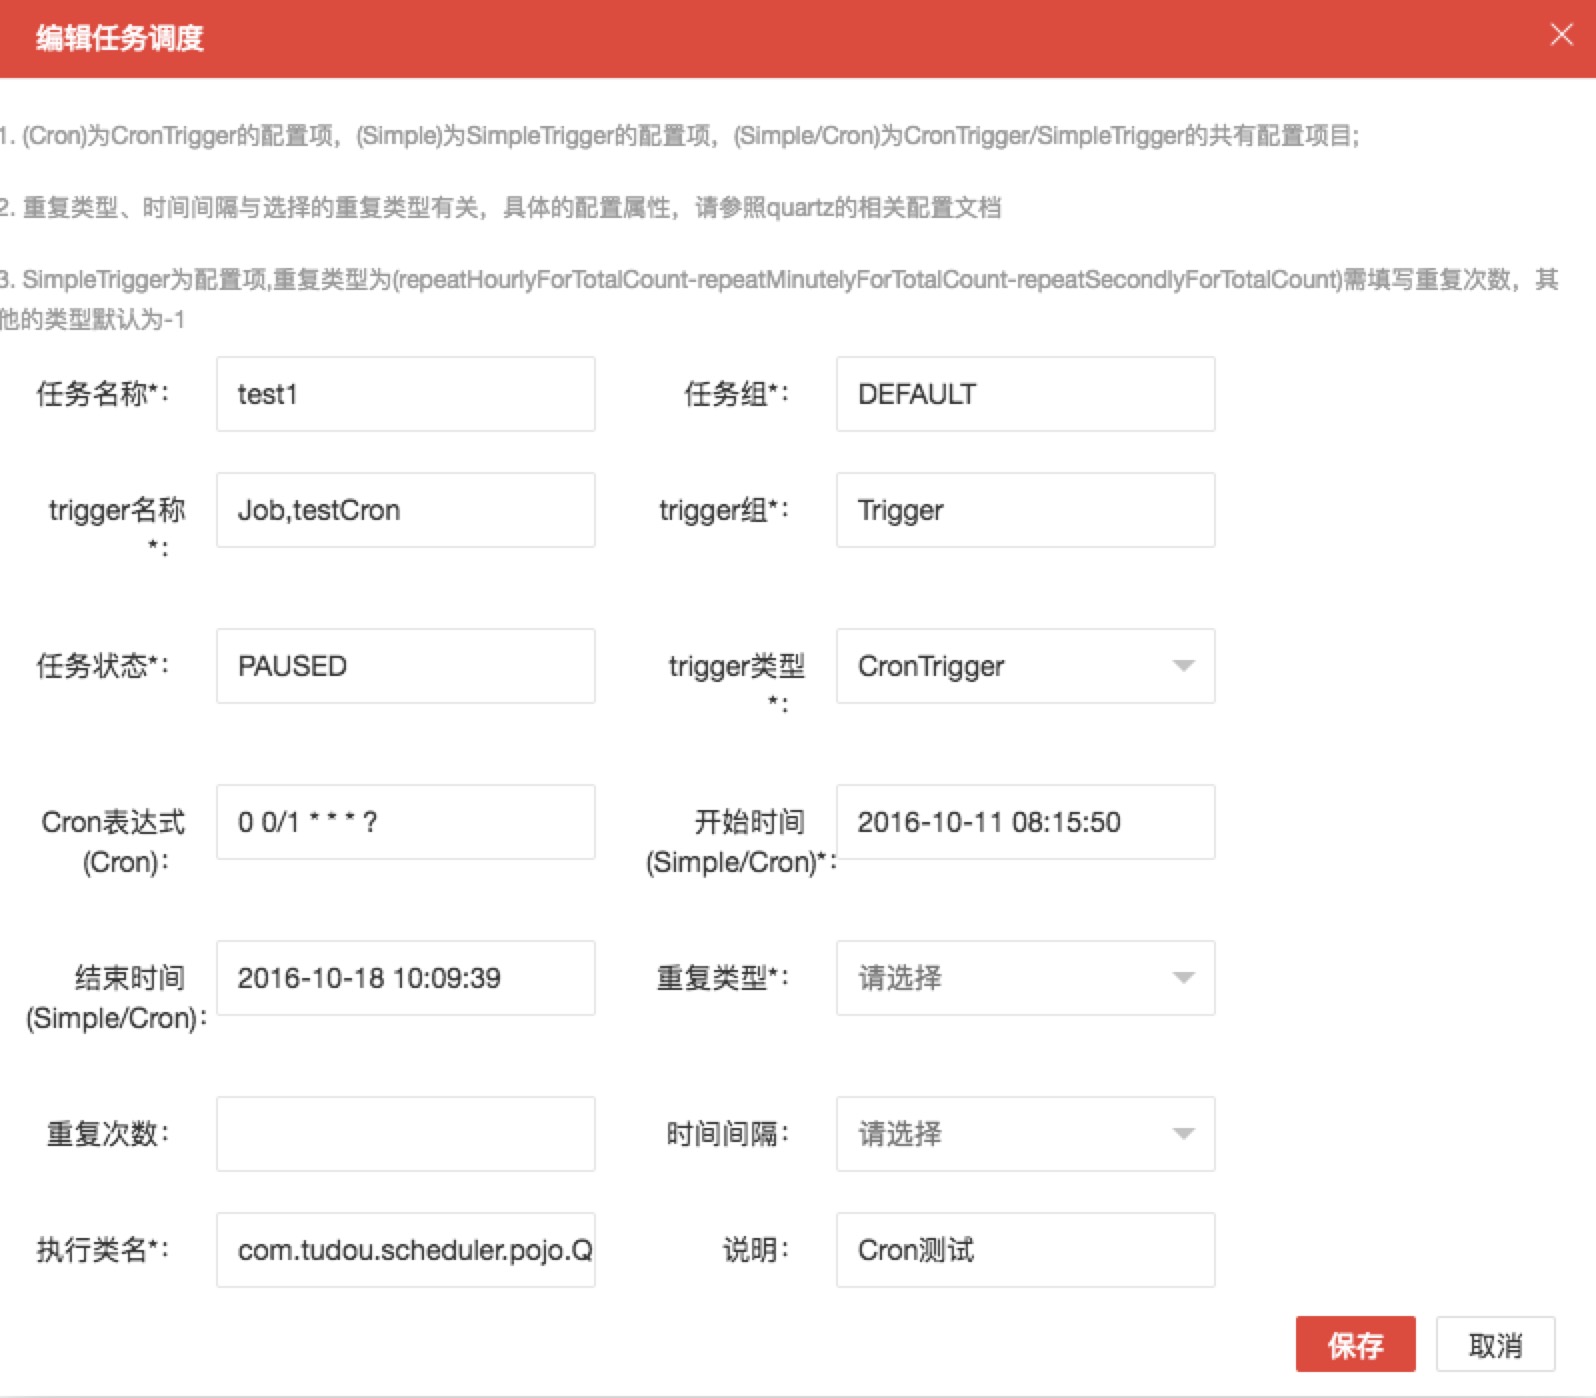 编辑任务调度
1. (Cron)为CronTrigger的配置项，(Simple)为SimpleTrigger的配置项，(Simple/Cron)为CronTrigger/SimpleTrigger的共有配置项目;
2. 重复类型、时间间隔与选择的重复类型有关，具体的配置属性，请参照quartz的相关配置文档
3. SimpleTrigger为配置项,重复类型为(repeatHourlyForTotalCount-repeatMinutelyForTotalCount-repeatSecondlyForTotalCount)需填写重复次数，其
他的类型默认为-1
任务名称*： test1 任务组*： DEFAULT
trigger名称 Job,testCron trigger组*： Trigger
*：
任务状态*： PAUSED trigger类型 CronTrigger
*：
Cron表达式 0 0/1 * * * ? 开始时间 2016-10-11 08:15:50
(Cron)： (Simple/Cron)*：
结束时间 2016-10-18 10:09:39 重复类型*： 请选择
(Simple/Cron)：
重复次数： 时间间隔： 请选择
执行类名*： com.tudou.scheduler.pojo.Q 说明： Cron测试
保存 取消